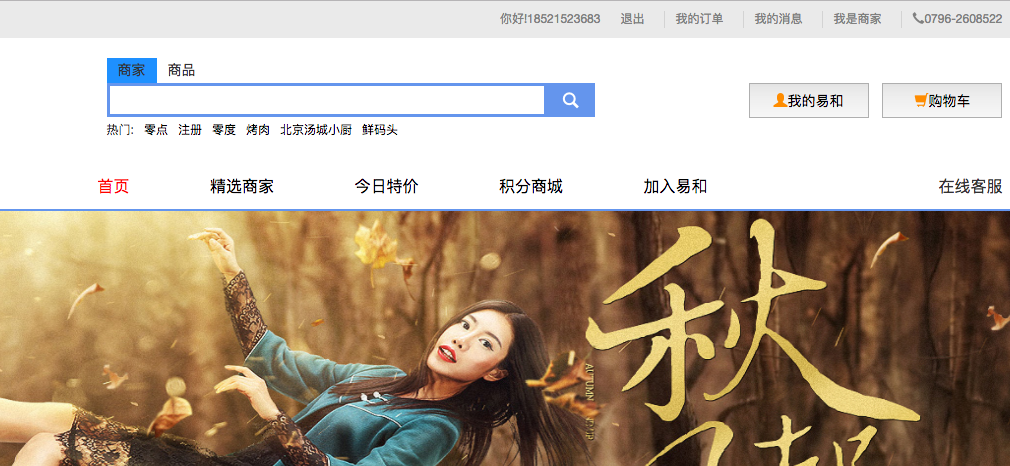 你好!18521523683 退出 我的订单 我的消息 我是商家 0796-2608522
商家 商品
我的易和 购物车
热门: 零点 注册 零度 烤肉 北京汤城小厨 鲜码头
首页 精选商家 今日特价 积分商城 加入易和 在线客服
秋
AUTUMN